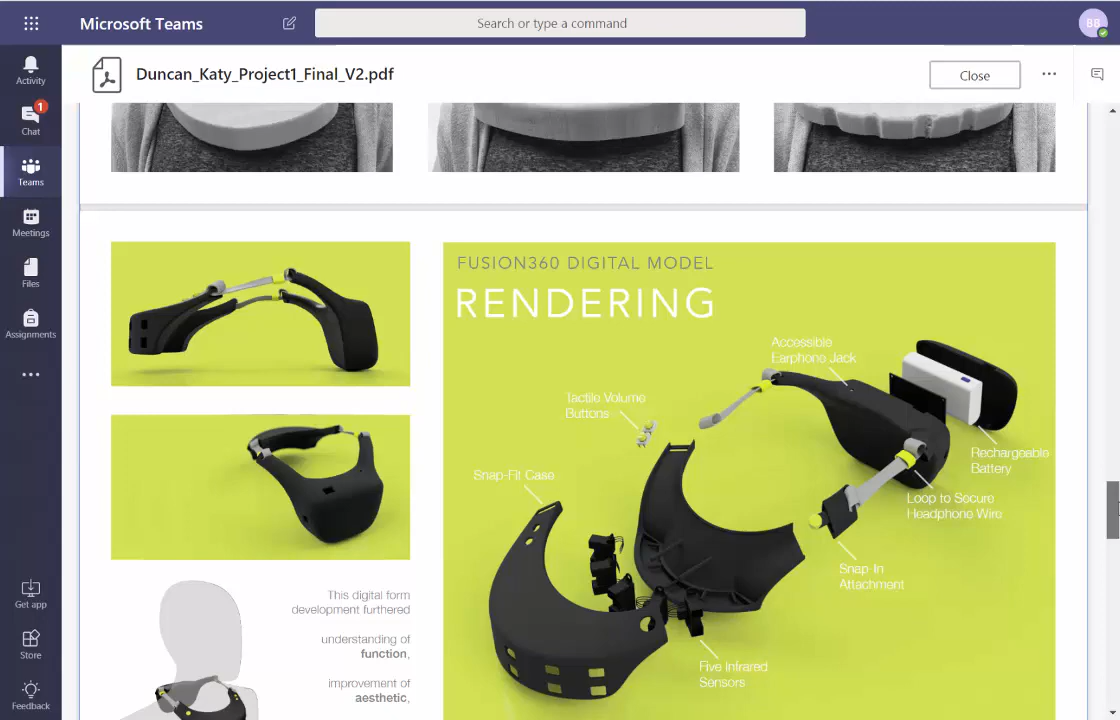 Microsoft Teams
Search or type a command
BB
Activity
Duncan_Katy_Project1_Final_V2.pdf
Close
1
Chat
Teams
Meetings
Files
Assignments
Get app
Store
Feedback
FUSION360 DIGITAL MODEL
RENDERING
Accessible
Earphone Jack
Tactile Volume
Buttons
Snap-Fit Case
Rechargeable
Battery
Loop to Secure
Headphone Wire
Snap-In
Attachment
Five Infrared
Sensors
This digital form
development furthered
understanding of
function,
improvement of
aesthetic,